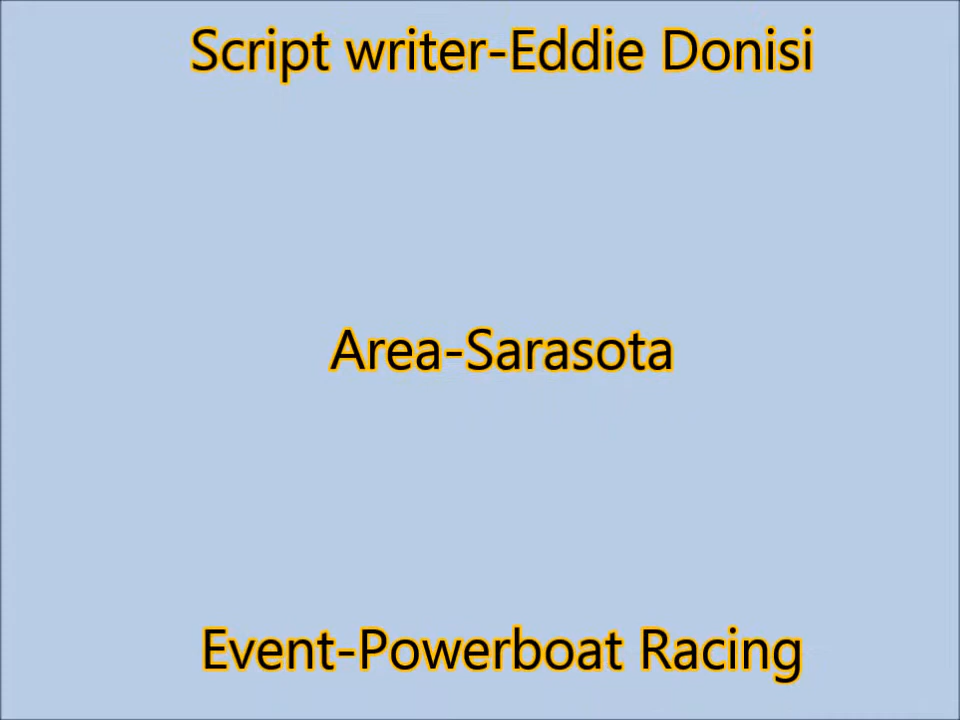 Script writer-Eddie Donisi
Area-Sarasota
Event-Powerboat Racing